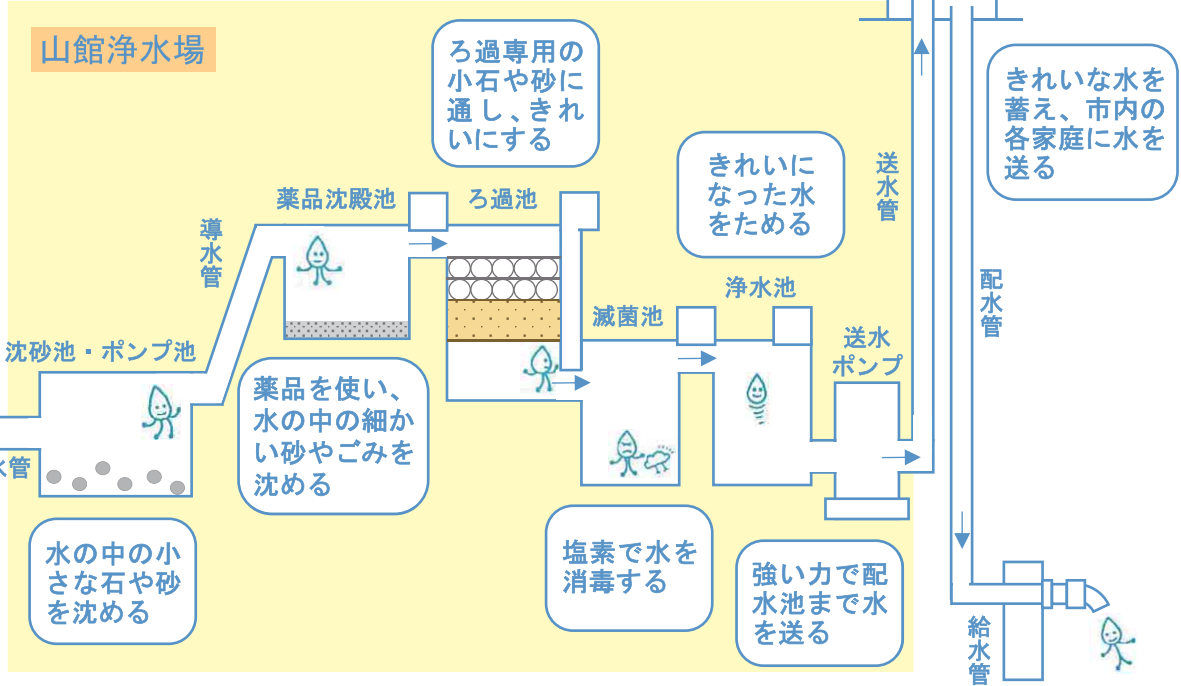 山館浄水場
ろ過専用の
小石や砂に
通し、きれ
いにする
きれいな水を
蓄え、市内の
各家庭に水を
送る
きれいに
なった水
をためる
送水管
薬品沈殿池
ろ過池
導水管
配水管
浄水池
滅菌池
送水
ポンプ
沈砂池・ポンプ池
薬品を使い、
水の中の細か
い砂やごみを
沈める
水管
水の中の小
さな石や砂
を沈める
塩素で水を
消毒する
強い力で配
水池まで水
を送る
給水管